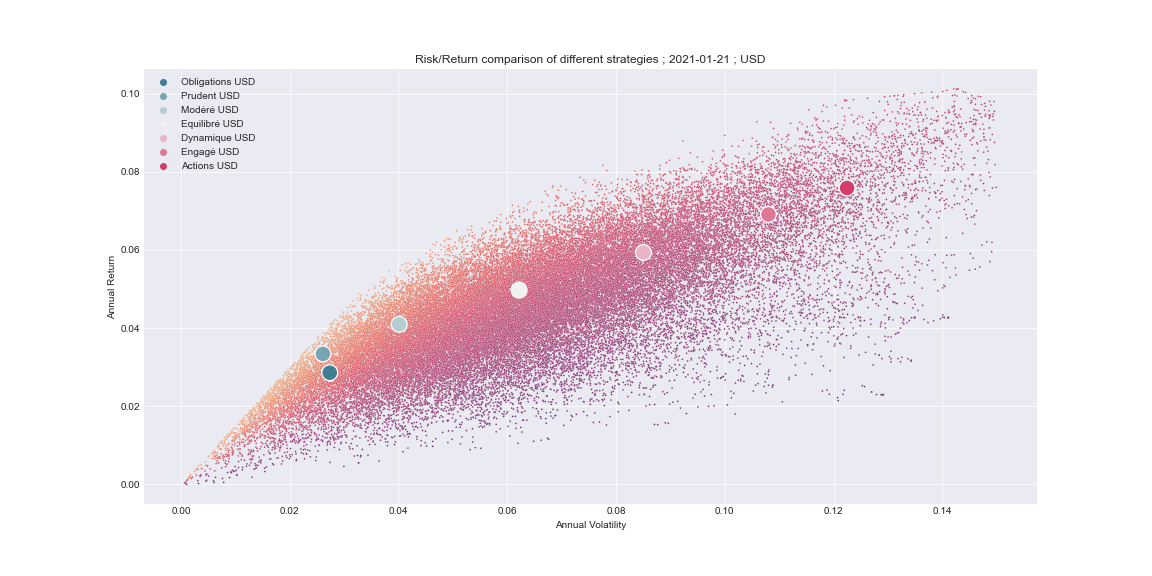 Risk/Return comparison of different strategies ; 2021-01-21 ; USD
Obligations USD
Prudent USD
Modéré USD
Equilibré USD
Dynamique USD
Engagé USD
Actions USD
Annual Return
0.10
0.08
0.06
0.04
0.02
0.00
0.00 0.02 0.04 0.06 0.08 0.10 0.12 0.14
Annual Volatility